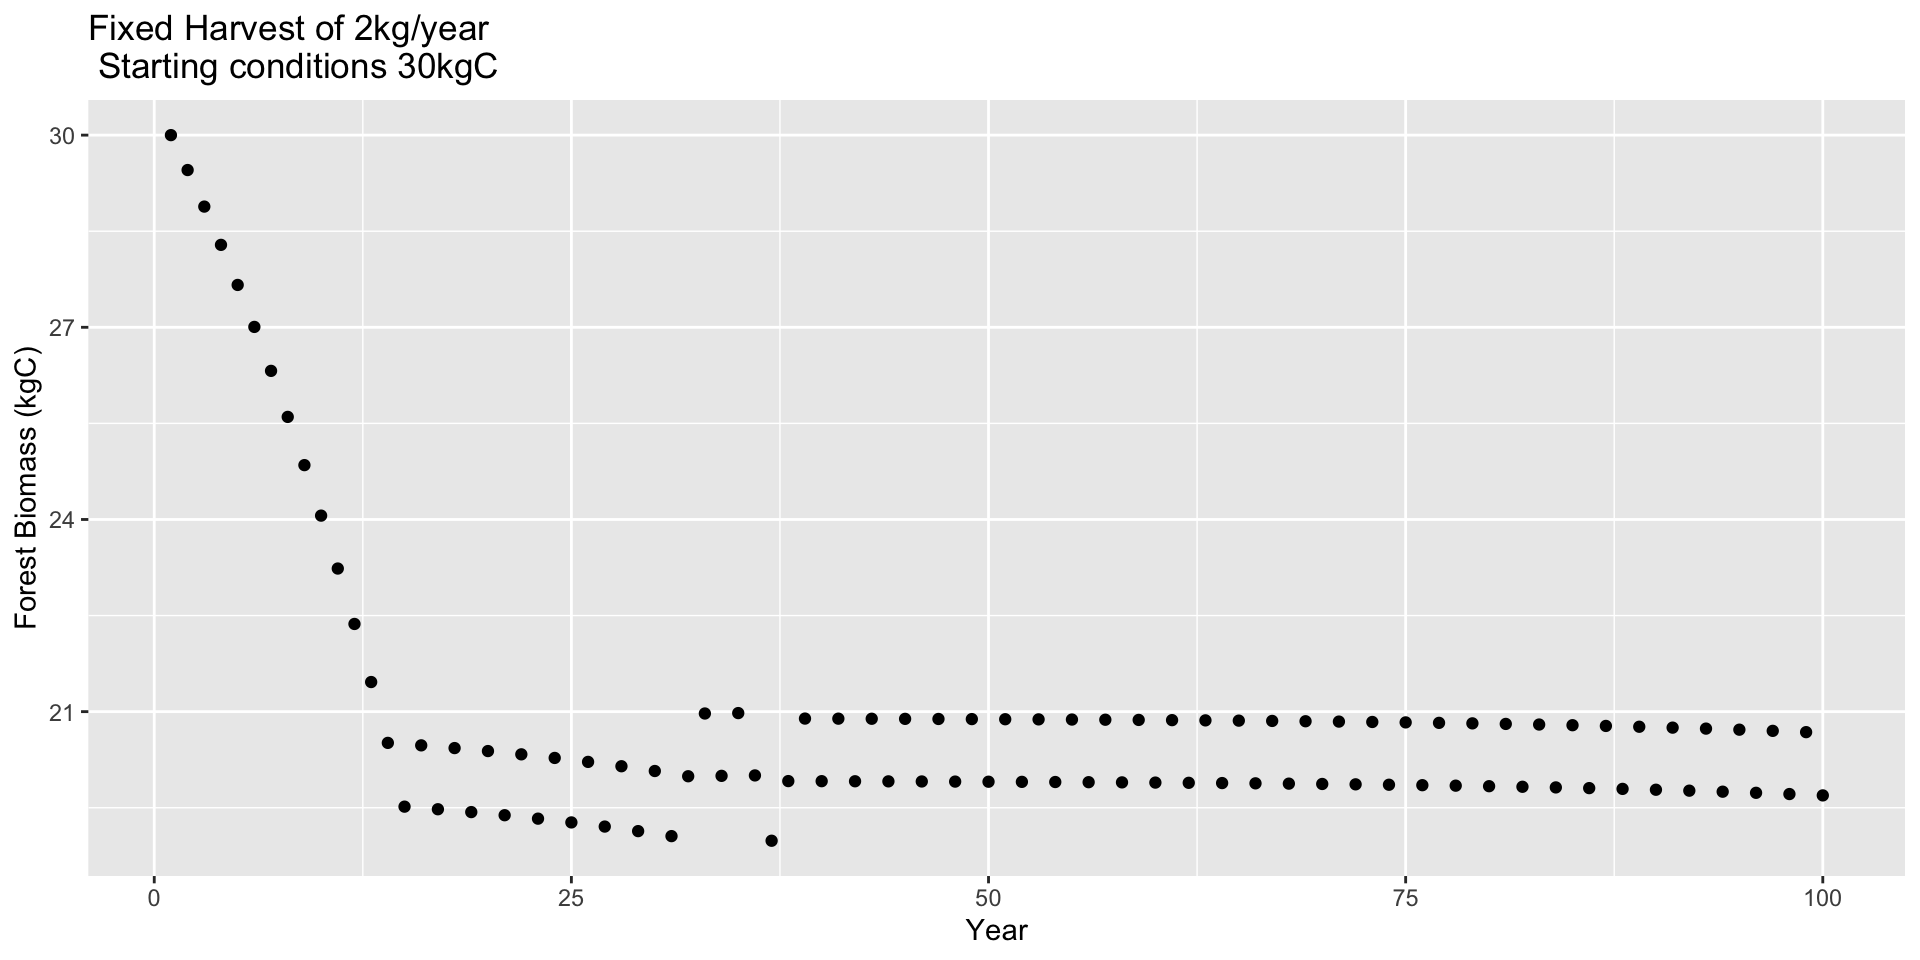 Fixed Harvest of 2kg/year
Starting conditions 30kgC
30
27
24
21
Forest Biomass (kgC)
0 25 50 75 100
Year